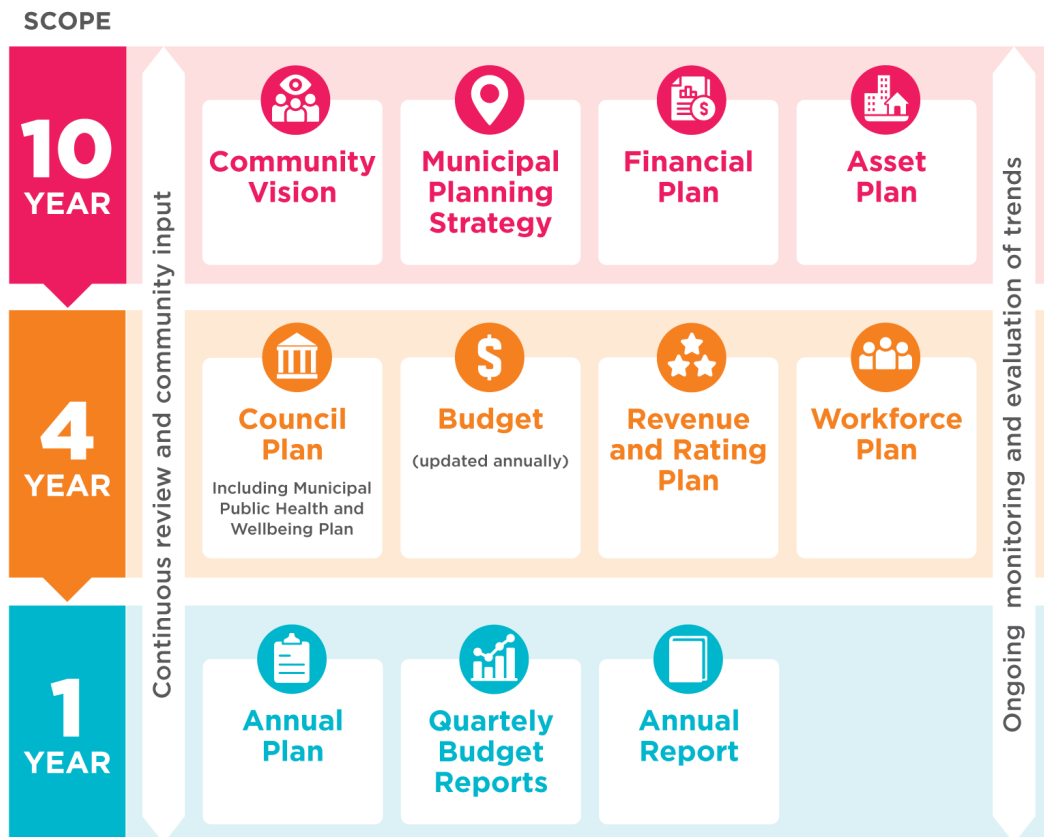 SCOPE
10
YEAR
Continuous review and community input
Community
Vision
Municipal
Planning
Strategy
Financial
Plan
Asset
Plan
Ongoing monitoring and evaluation of trends
4
YEAR
Council
Plan
Including Municipal
Public Health and
Wellbeing Plan
Budget
(updated annually)
Revenue
and Rating
Plan
Workforce
Plan
1
YEAR
Annual
Plan
Quartely
Budget
Reports
Annual
Report